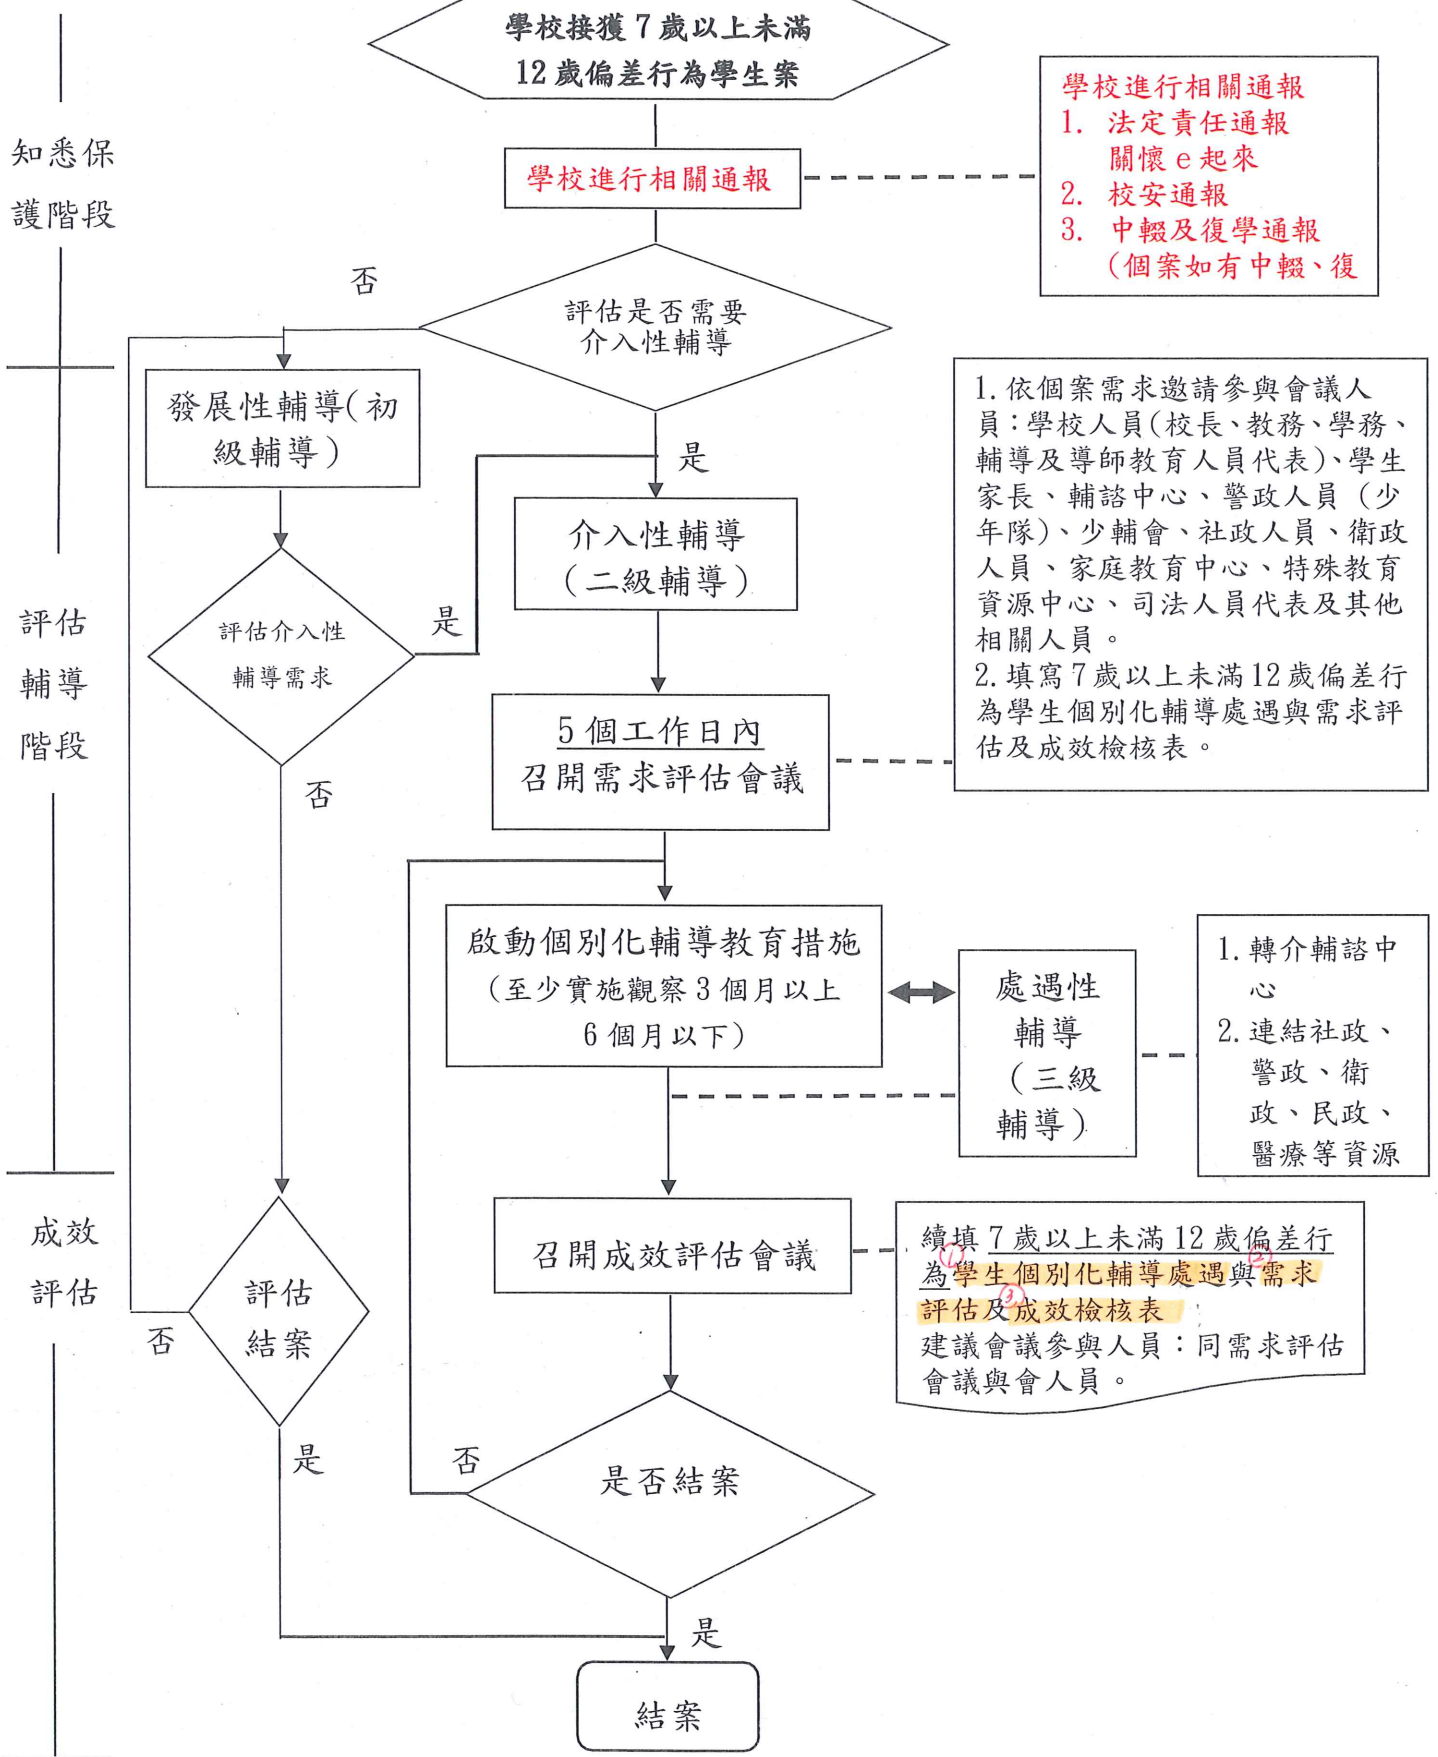 學校接獲 7 歲以上未滿
12 歲偏差行為學生案
學校進行相關通報
學校進行相關通報
1. 法定責任通報
關懷 e 起來
2. 校安通報
3. 中輟及復學通報
(個案如有中輟、復
知悉保
護階段
否
評估是否需要
介入性輔導
是
發展性輔導(初
級輔導)
介入性輔導
(二級輔導)
1. 依個案需求邀請參與會議人
員：學校人員(校長、教務、學務、
輔導及導師教育人員代表)、學生
家長、輔諮中心、警政人員 (少
年隊)、少輔會、社政人員、衛政
人員、家庭教育中心、特殊教育
資源中心、司法人員代表及其他
相關人員。
2. 填寫 7 歲以上未滿 12 歲偏差行
為學生個別化輔導處遇與需求評
估及成效檢核表。
評估
輔導
階段
評估介入性
輔導需求
是
否
5 個工作日內
召開需求評估會議
啟動個別化輔導教育措施
(至少實施觀察 3 個月以上
6 個月以下)
處遇性
輔導
(三級
輔導)
1. 轉介輔諮中
心
2. 連結社政、
警政、衛
政、民政、
醫療等資源
成效
評估
召開成效評估會議
續填 7 歲以上未滿 12 歲偏差行
① ②
為學生個別化輔導處遇與需求
③
評估及成效檢核表
建議會議參與人員：同需求評估
會議與會人員。
評估
結案
否
是
否
是否結案
是
結案